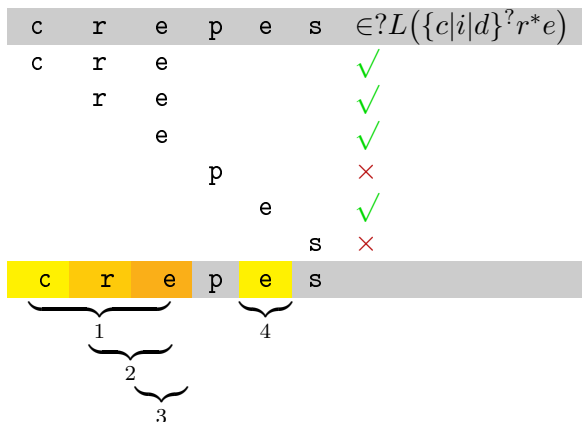 c r e p e s ∈?L({c|i|d}^?r*e)
c r e √
r e √
e √
p ×
e √
s ×
c r e p e s
1 4
2
3